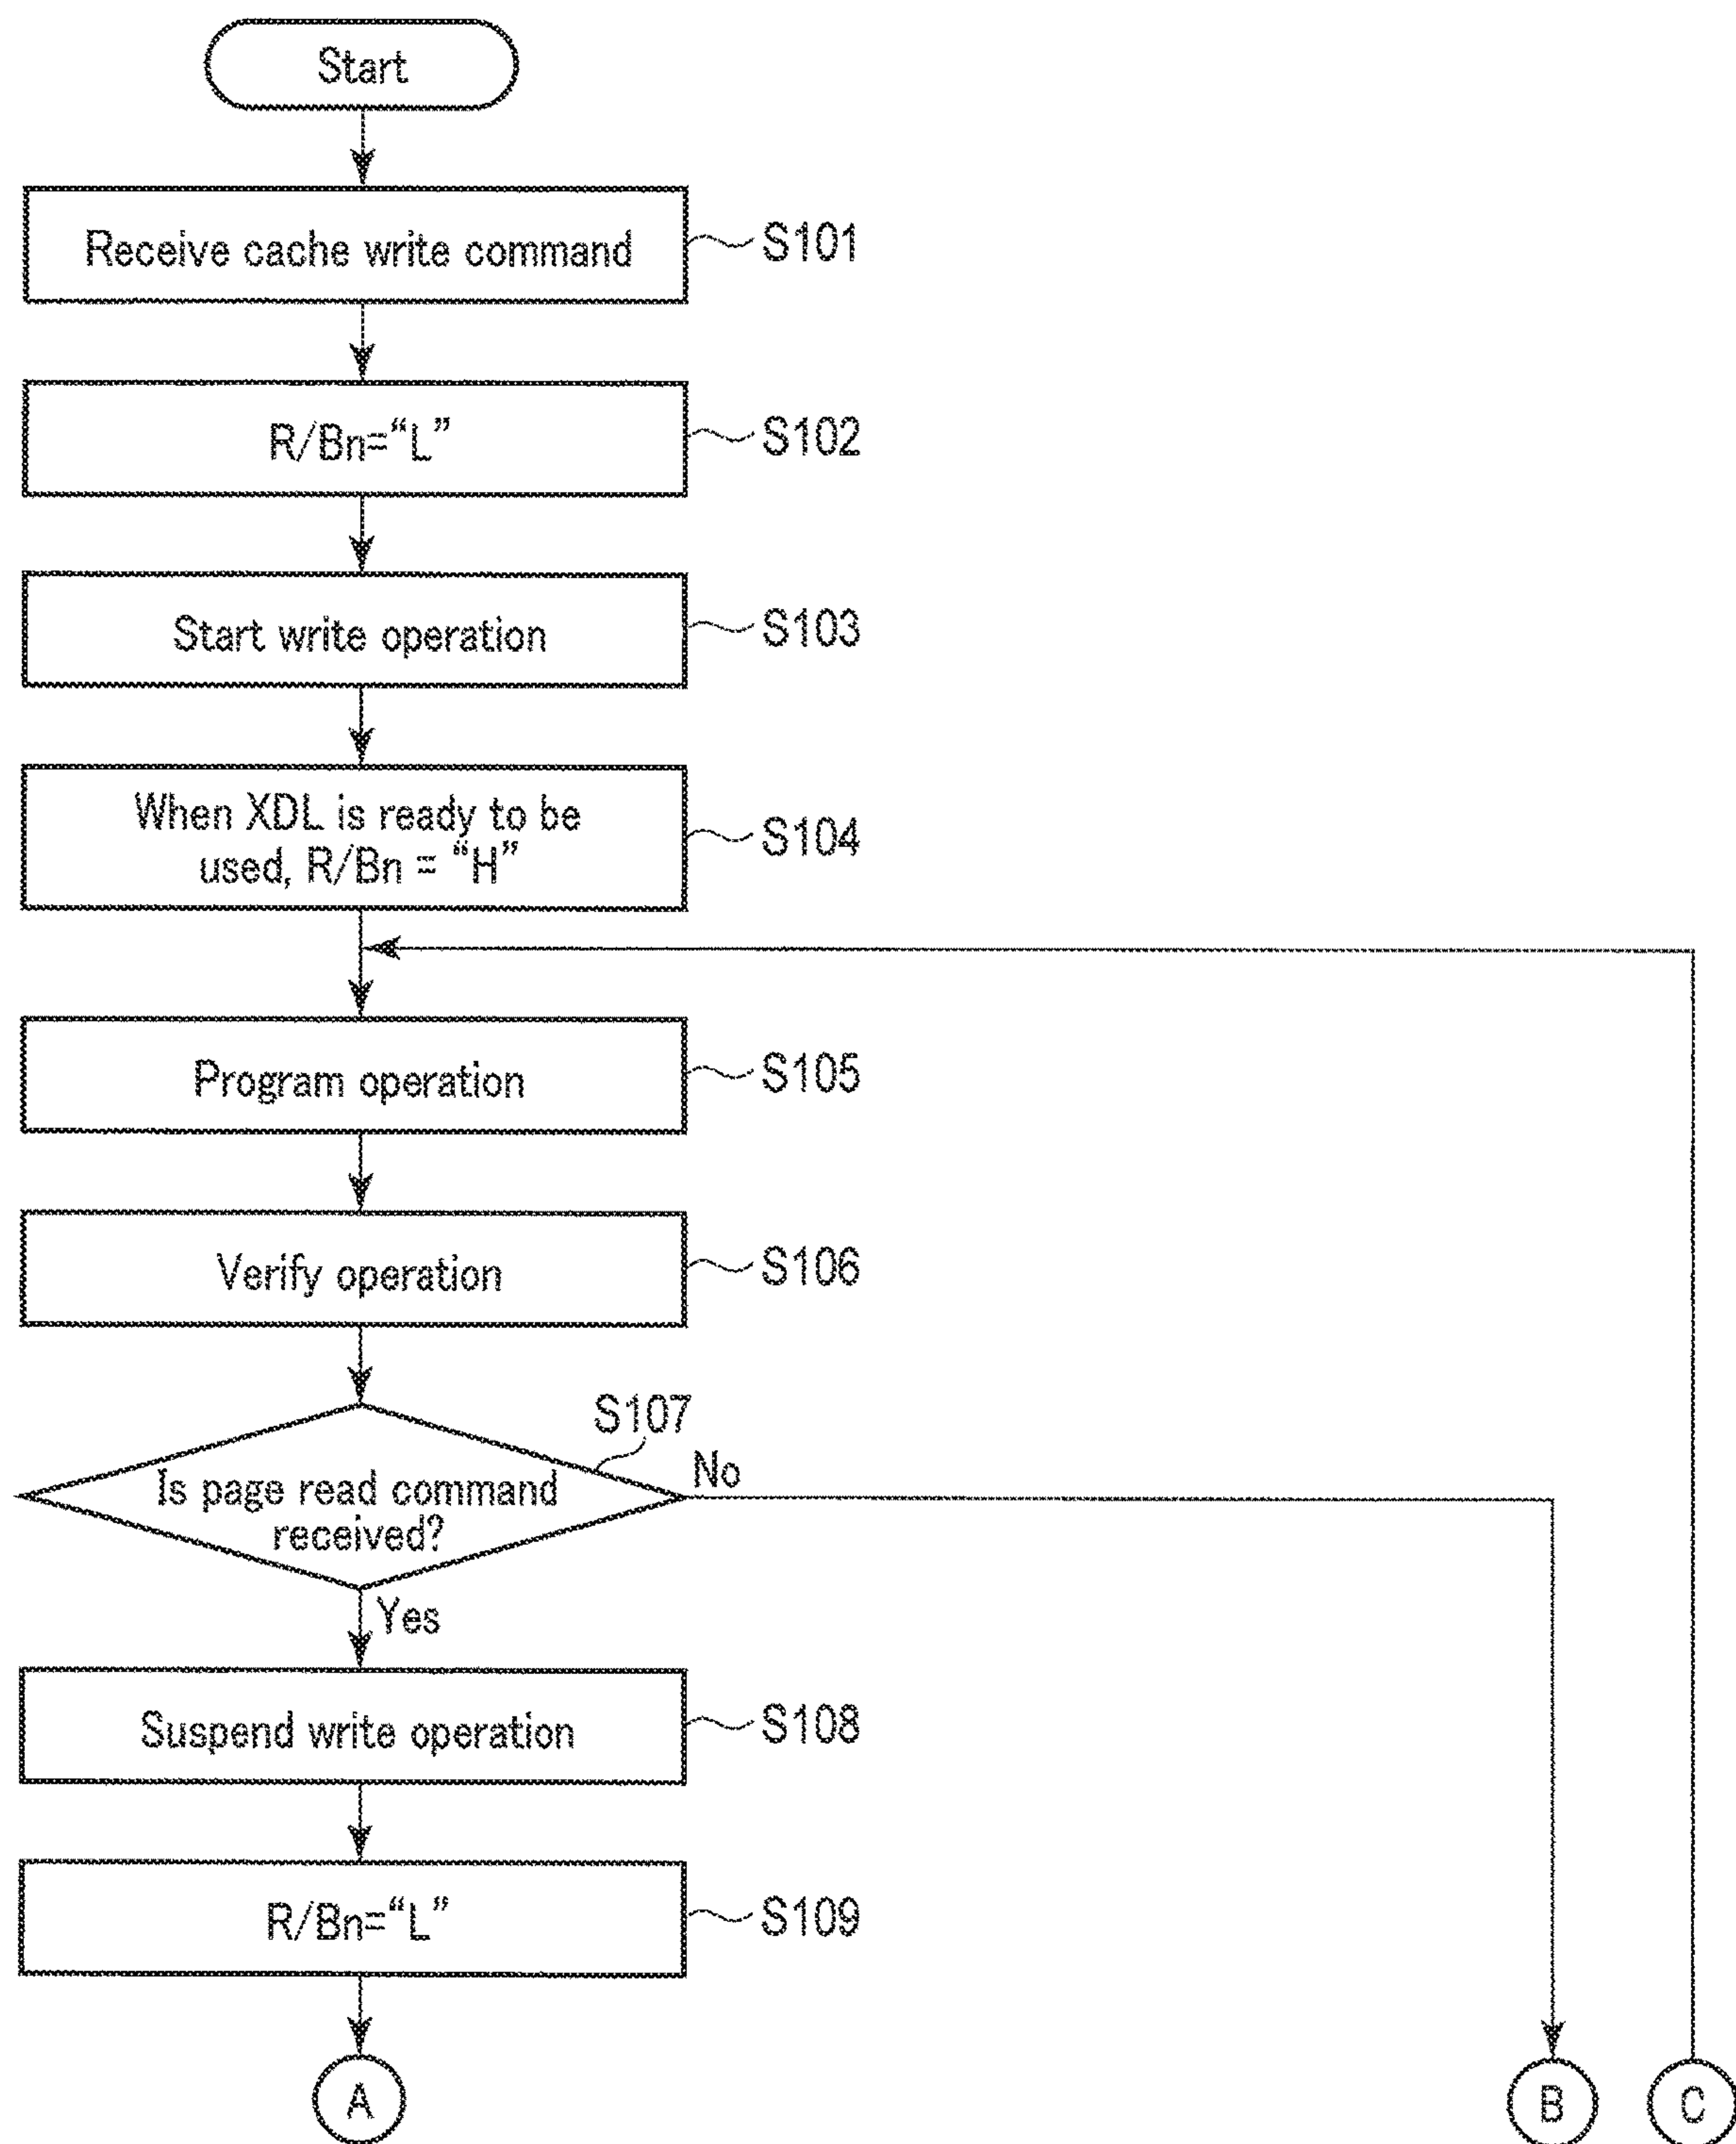 Start
Receive cache write command
S101
R/Bn=“L”
S102
Start write operation
S103
When XDL is ready to be
used, R/Bn = “H”
S104
Program operation
S105
Verify operation
S106
S107
Is page read command
received?
No
Yes
Suspend write operation
S108
R/Bn=“L”
S109
A
B
C